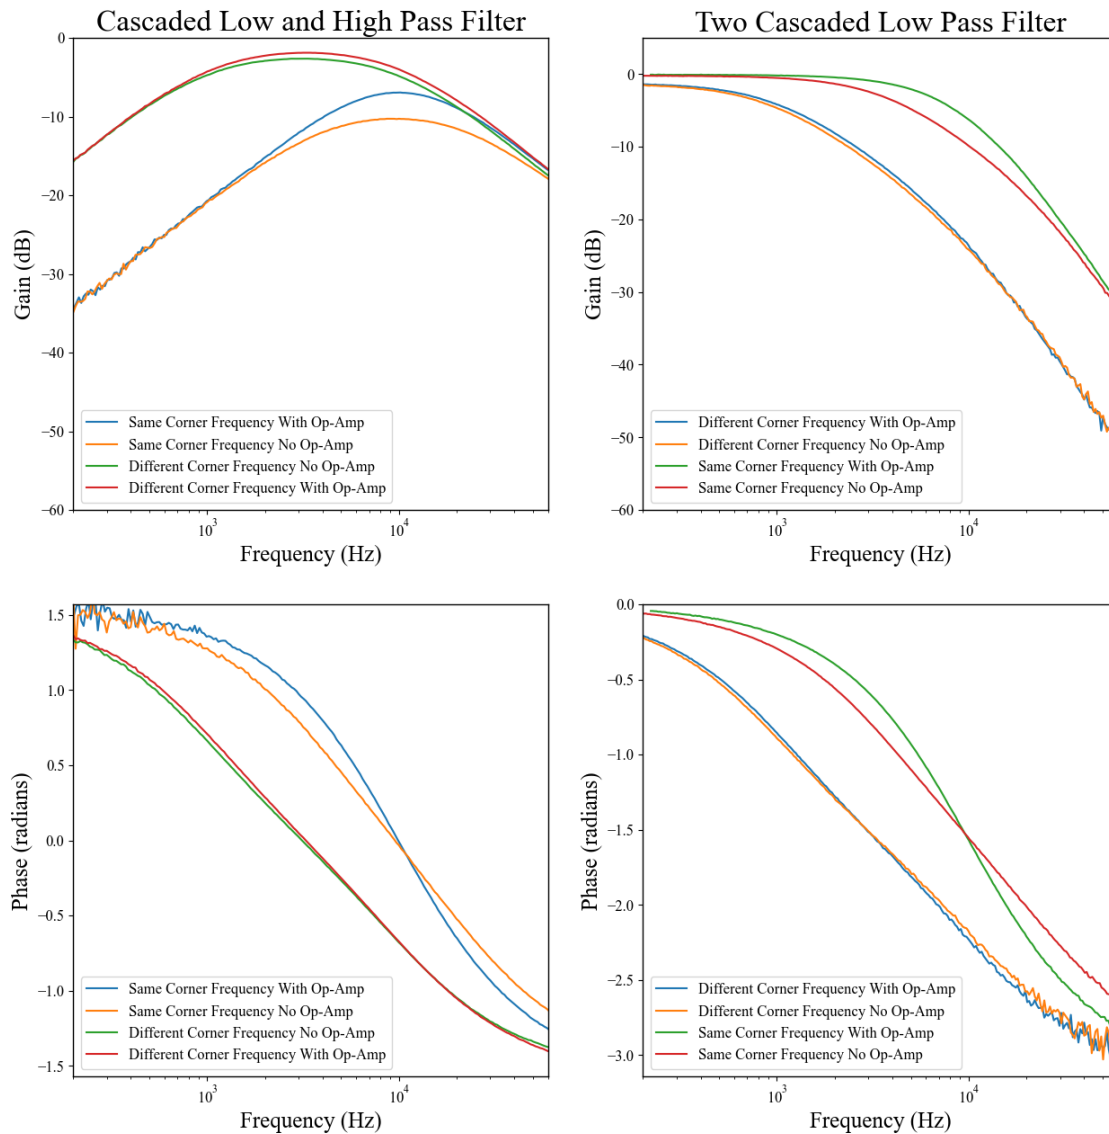 Cascaded Low and High Pass Filter
0
−10
−20
−30
−40
−50
−60
Gain (dB)
Same Corner Frequency With Op-Amp
Same Corner Frequency No Op-Amp
Different Corner Frequency No Op-Amp
Different Corner Frequency With Op-Amp
10³
10⁴
Frequency (Hz)
Two Cascaded Low Pass Filter
0
−10
−20
−30
−40
−50
−60
Gain (dB)
Different Corner Frequency With Op-Amp
Different Corner Frequency No Op-Amp
Same Corner Frequency With Op-Amp
Same Corner Frequency No Op-Amp
10³
10⁴
Frequency (Hz)
1.5
1.0
0.5
0.0
−0.5
−1.0
−1.5
Phase (radians)
Same Corner Frequency With Op-Amp
Same Corner Frequency No Op-Amp
Different Corner Frequency No Op-Amp
Different Corner Frequency With Op-Amp
10³
10⁴
Frequency (Hz)
0.0
−0.5
−1.0
−1.5
−2.0
−2.5
−3.0
Phase (radians)
Different Corner Frequency With Op-Amp
Different Corner Frequency No Op-Amp
Same Corner Frequency With Op-Amp
Same Corner Frequency No Op-Amp
10³
10⁴
Frequency (Hz)